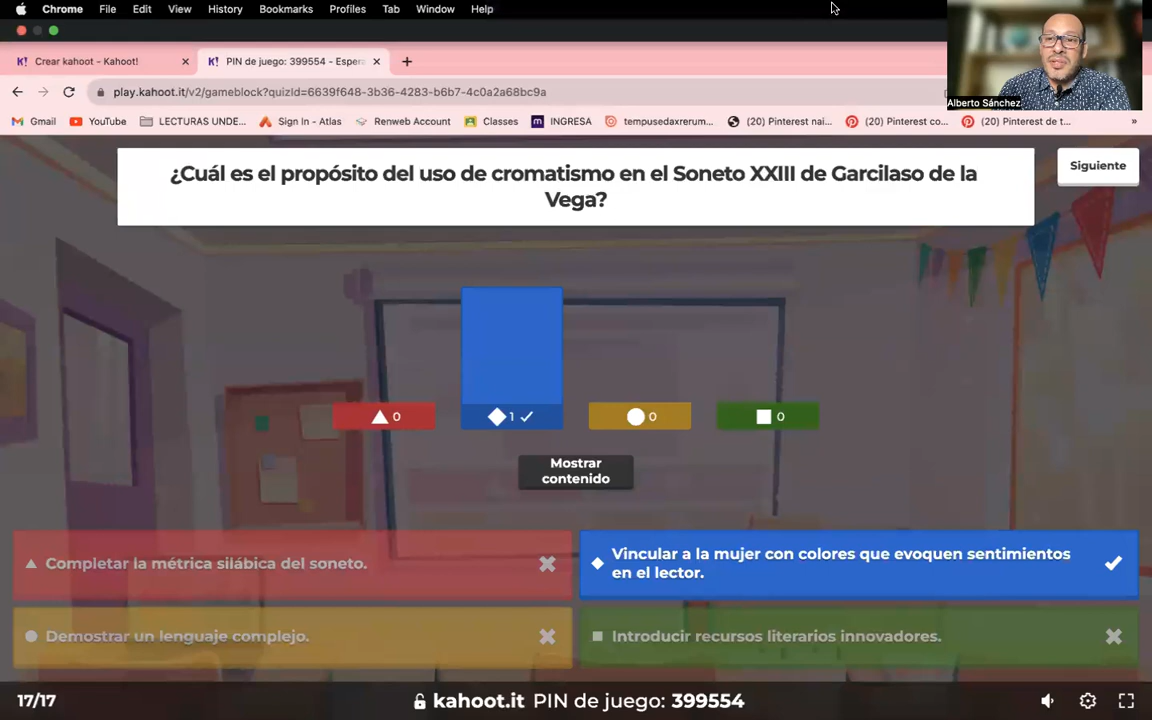 Chrome File Edit View History Bookmarks Profiles Tab Window Help
K! Crear kahoot – Kahoot! K! PIN de juego: 399554 - Espera
play.kahoot.it/v2/gameblock?quizId=6639f648-3b36-4283-b6b7-4c0a2a68bc9a
Alberto Sánchez
Gmail YouTube LECTURAS UNDE... Sign In - Atlas Renweb Account Classes INGRESA tempusedaxrerum... (20) Pinterest nai... (20) Pinterest co... (20) Pinterest de t... »
¿Cuál es el propósito del uso de cromatismo en el Soneto XXIII de Garcilaso de la
Vega?
Siguiente
0 1 0 0
Mostrar
contenido
Completar la métrica silábica del soneto.
Vincular a la mujer con colores que evoquen sentimientos
en el lector.
Demostrar un lenguaje complejo.
Introducir recursos literarios innovadores.
17/17 kahoot.it PIN de juego: 399554